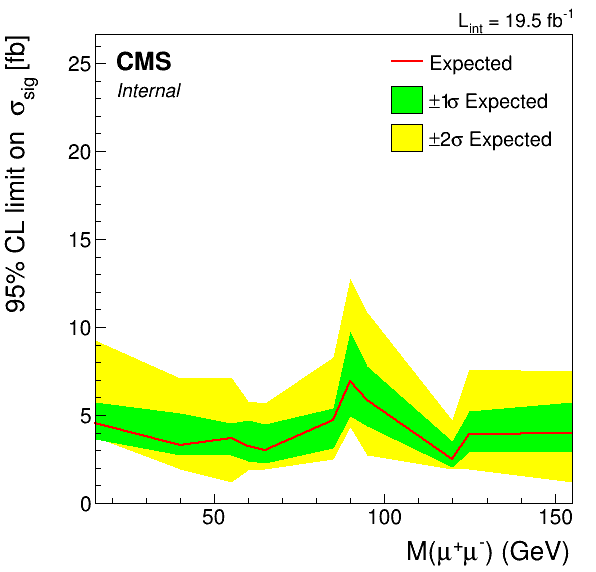 L_int = 19.5 fb⁻¹
95% CL limit on σ_sig [fb]
CMS
Internal
Expected
±1σ Expected
±2σ Expected
25
20
15
10
5
0
50
100
150
M(μ⁺μ⁻) (GeV)